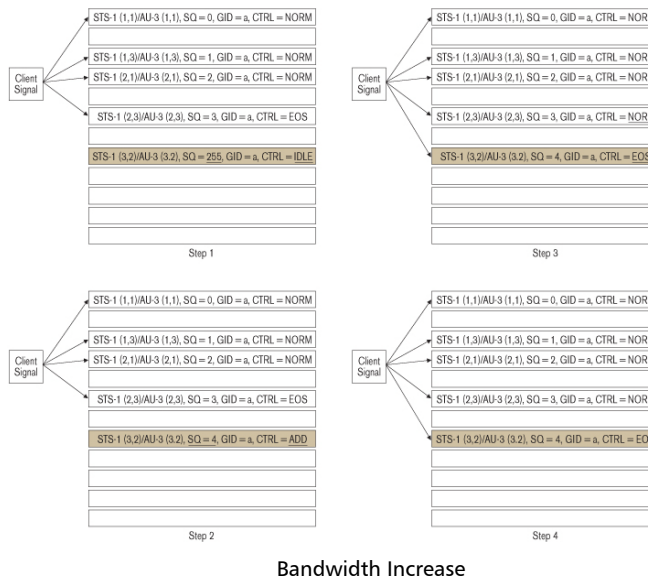 STS-1 (1,1)/AU-3 (1,1), SQ = 0, GID = a, CTRL = NORM
STS-1 (1,3)/AU-3 (1,3), SQ = 1, GID = a, CTRL = NORM
STS-1 (2,1)/AU-3 (2,1), SQ = 2, GID = a, CTRL = NORM
Client
Signal
STS-1 (2,3)/AU-3 (2,3), SQ = 3, GID = a, CTRL = EOS
STS-1 (3,2)/AU-3 (3.2), SQ = 255, GID = a, CTRL = IDLE
Step 1
STS-1 (1,1)/AU-3 (1,1), SQ = 0, GID = a, CTRL = NOR
STS-1 (1,3)/AU-3 (1,3), SQ = 1, GID = a, CTRL = NOR
STS-1 (2,1)/AU-3 (2,1), SQ = 2, GID = a, CTRL = NOR
Client
Signal
STS-1 (2,3)/AU-3 (2,3), SQ = 3, GID = a, CTRL = NOR
STS-1 (3,2)/AU-3 (3.2), SQ = 4, GID = a, CTRL = EOS
Step 3
STS-1 (1,1)/AU-3 (1,1), SQ = 0, GID = a, CTRL = NORM
STS-1 (1,3)/AU-3 (1,3), SQ = 1, GID = a, CTRL = NORM
STS-1 (2,1)/AU-3 (2,1), SQ = 2, GID = a, CTRL = NORM
Client
Signal
STS-1 (2,3)/AU-3 (2,3), SQ = 3, GID = a, CTRL = EOS
STS-1 (3,2)/AU-3 (3.2), SQ = 4, GID = a, CTRL = ADD
Step 2
STS-1 (1,1)/AU-3 (1,1), SQ = 0, GID = a, CTRL = NOR
STS-1 (1,3)/AU-3 (1,3), SQ = 1, GID = a, CTRL = NOR
STS-1 (2,1)/AU-3 (2,1), SQ = 2, GID = a, CTRL = NOR
Client
Signal
STS-1 (2,3)/AU-3 (2,3), SQ = 3, GID = a, CTRL = NOR
STS-1 (3,2)/AU-3 (3.2), SQ = 4, GID = a, CTRL = EO
Step 4
Bandwidth Increase